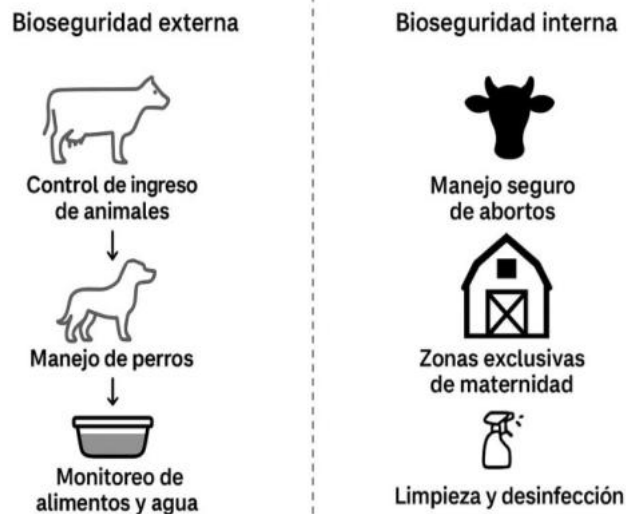 Bioseguridad externa
Control de ingreso
de animales
Manejo de perros
Monitoreo de
alimentos y agua
Bioseguridad interna
Manejo seguro
de abortos
Zonas exclusivas
de maternidad
Limpieza y desinfección